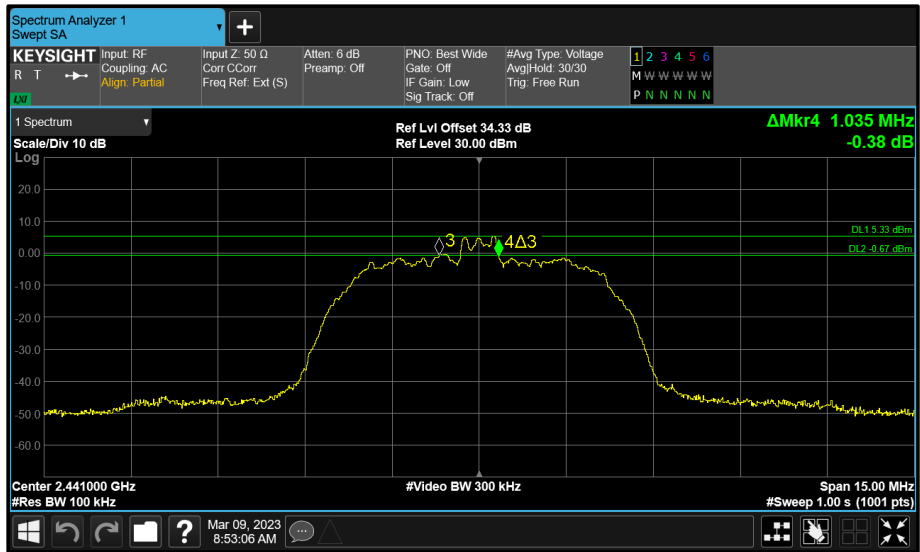 Spectrum Analyzer 1
Swept SA
KEYSIGHT
R T
LXI
Input: RF
Coupling: AC
Align: Partial
Input Z: 50 Ω
Corr CCorr
Freq Ref: Ext (S)
Atten: 6 dB
Preamp: Off
PNO: Best Wide
Gate: Off
IF Gain: Low
Sig Track: Off
#Avg Type: Voltage
Avg|Hold: 30/30
Trig: Free Run
1 2 3 4 5 6
M W W W W W
P N N N N N
1 Spectrum
Scale/Div 10 dB
Ref Lvl Offset 34.33 dB
Ref Level 30.00 dBm
ΔMkr4 1.035 MHz
-0.38 dB
Log
20.0
10.0
0.00
-10.0
-20.0
-30.0
-40.0
-50.0
-60.0
3
4Δ3
DL1 5.33 dBm
DL2 -0.67 dBm
Center 2.441000 GHz
#Video BW 300 kHz
Span 15.00 MHz
#Res BW 100 kHz
#Sweep 1.00 s (1001 pts)
?
Mar 09, 2023
8:53:06 AM